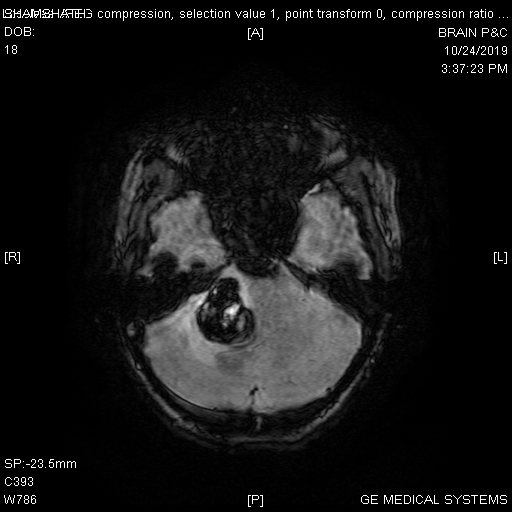 compression, selection value 1, point transform 0, compression ratio ...
DOB:
18
[A]
BRAIN P&C
10/24/2019
3:37:23 PM
[R]
[L]
SP:-23.5mm
C393
W786
[P]
GE MEDICAL SYSTEMS